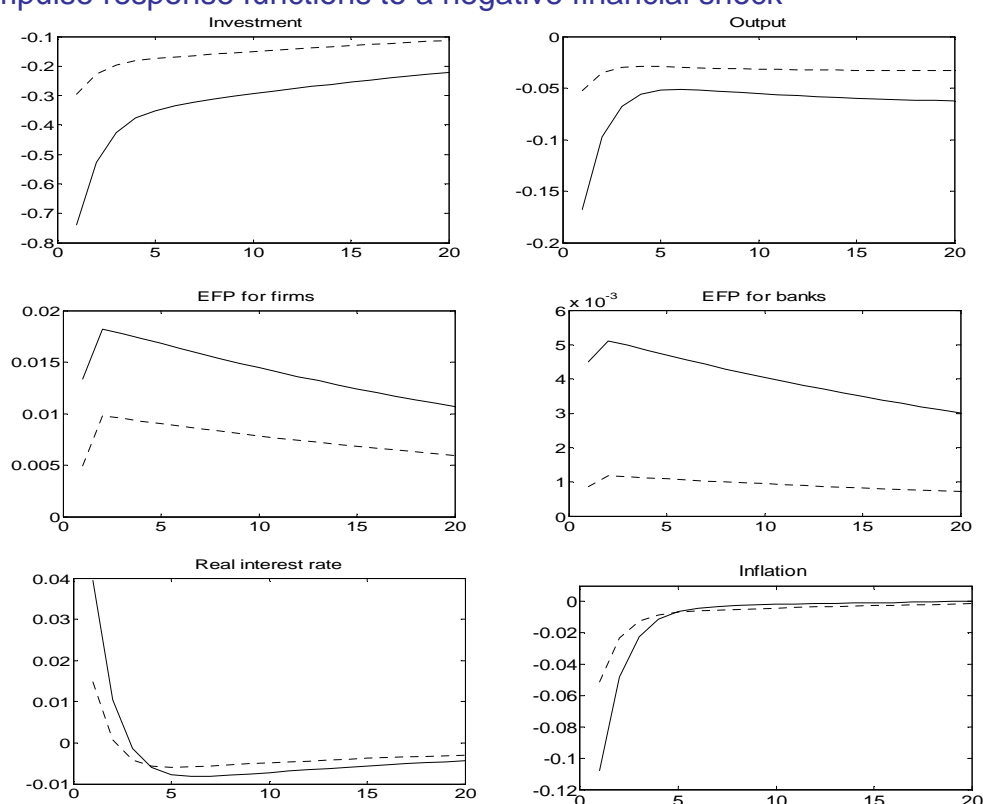 mpulse response functions to a negative financial shock
Investment
-0.1
-0.2
-0.3
-0.4
-0.5
-0.6
-0.7
-0.8
0 5 10 15 20
Output
0
-0.05
-0.1
-0.15
-0.2
0 5 10 15 20
EFP for firms
0.02
0.015
0.01
0.005
0
0 5 10 15 20
EFP for banks
x 10⁻³
6
5
4
3
2
1
0
0 5 10 15 20
Real interest rate
0.04
0.03
0.02
0.01
0
-0.01
0 5 10 15 20
Inflation
0
-0.02
-0.04
-0.06
-0.08
-0.1
-0.12
0 5 10 15 20